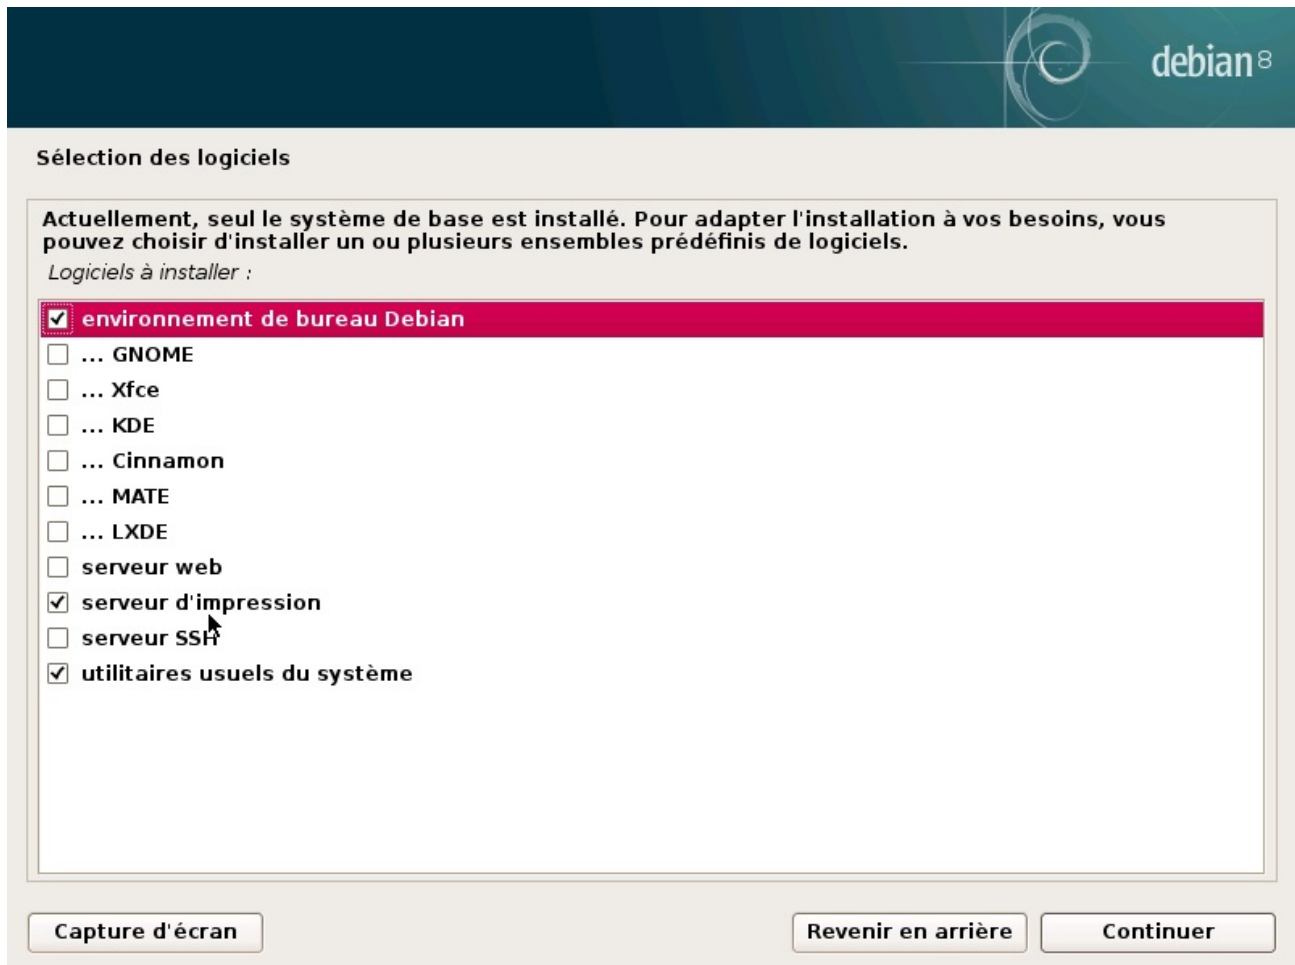 debian 8
Sélection des logiciels
Actuellement, seul le système de base est installé. Pour adapter l'installation à vos besoins, vous
pouvez choisir d'installer un ou plusieurs ensembles prédéfinis de logiciels.
Logiciels à installer :
environnement de bureau Debian
... GNOME
... Xfce
... KDE
... Cinnamon
... MATE
... LXDE
serveur web
serveur d'impression
serveur SSH
utilitaires usuels du système
Capture d'écran
Revenir en arrière
Continuer